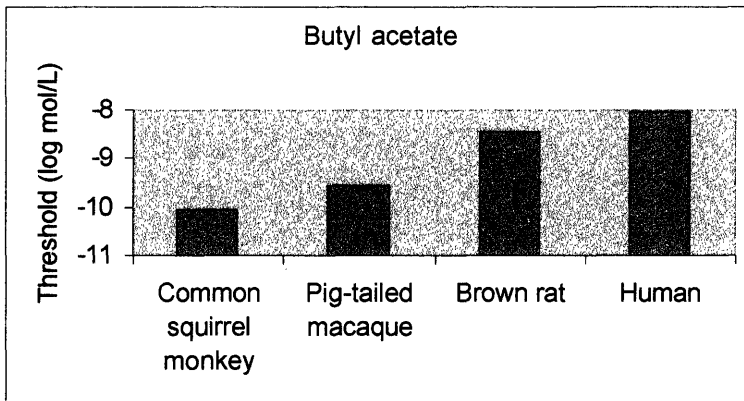 Butyl acetate
Threshold (log mol/L)
-8
-9
-10
-11
Common
squirrel
monkey
Pig-tailed
macaque
Brown rat
Human